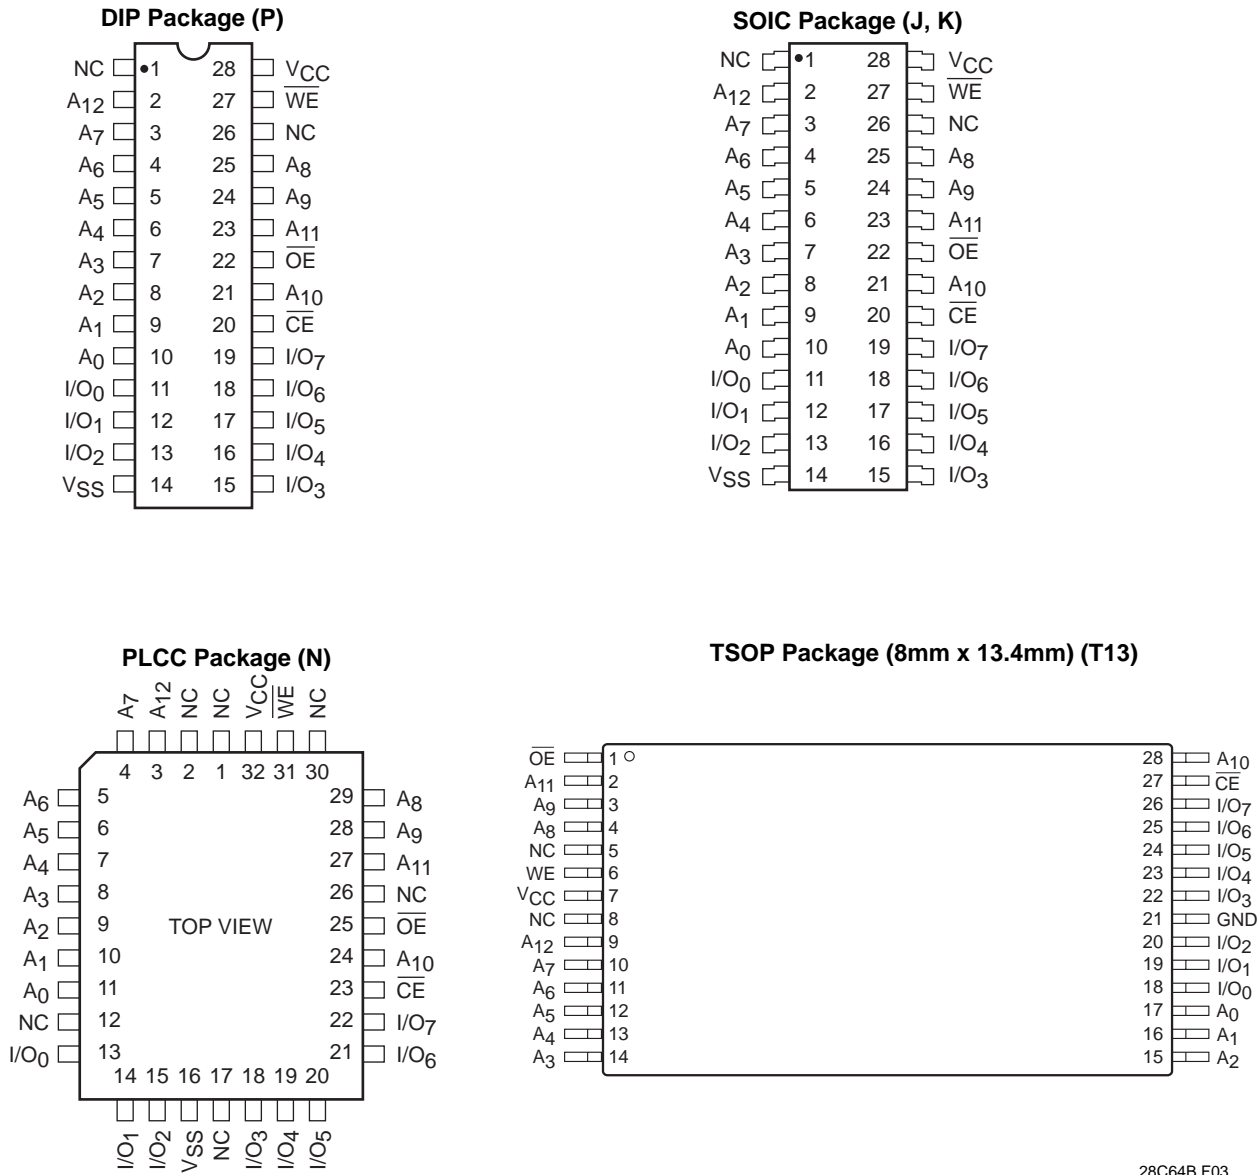 DIP Package (P)
NC 1 28 VCC
A12 2 27 WE
A7 3 26 NC
A6 4 25 A8
A5 5 24 A9
A4 6 23 A11
A3 7 22 OE
A2 8 21 A10
A1 9 20 CE
A0 10 19 I/O7
I/O0 11 18 I/O6
I/O1 12 17 I/O5
I/O2 13 16 I/O4
VSS 14 15 I/O3
SOIC Package (J, K)
NC 1 28 VCC
A12 2 27 WE
A7 3 26 NC
A6 4 25 A8
A5 5 24 A9
A4 6 23 A11
A3 7 22 OE
A2 8 21 A10
A1 9 20 CE
A0 10 19 I/O7
I/O0 11 18 I/O6
I/O1 12 17 I/O5
I/O2 13 16 I/O4
VSS 14 15 I/O3
PLCC Package (N)
A7 A12 NC NC VCC WE NC
4 3 2 1 32 31 30
A6 5 29 A8
A5 6 28 A9
A4 7 27 A11
A3 8 26 NC
A2 9 TOP VIEW 25 OE
A1 10 24 A10
A0 11 23 CE
NC 12 22 I/O7
I/O0 13 21 I/O6
14 15 16 17 18 19 20
I/O1 I/O2 VSS NC I/O3 I/O4 I/O5
TSOP Package (8mm x 13.4mm) (T13)
OE 1 28 A10
A11 2 27 CE
A9 3 26 I/O7
A8 4 25 I/O6
NC 5 24 I/O5
WE 6 23 I/O4
VCC 7 22 I/O3
NC 8 21 GND
A12 9 20 I/O2
A7 10 19 I/O1
A6 11 18 I/O0
A5 12 17 A0
A4 13 16 A1
A3 14 15 A2
28C64B F03